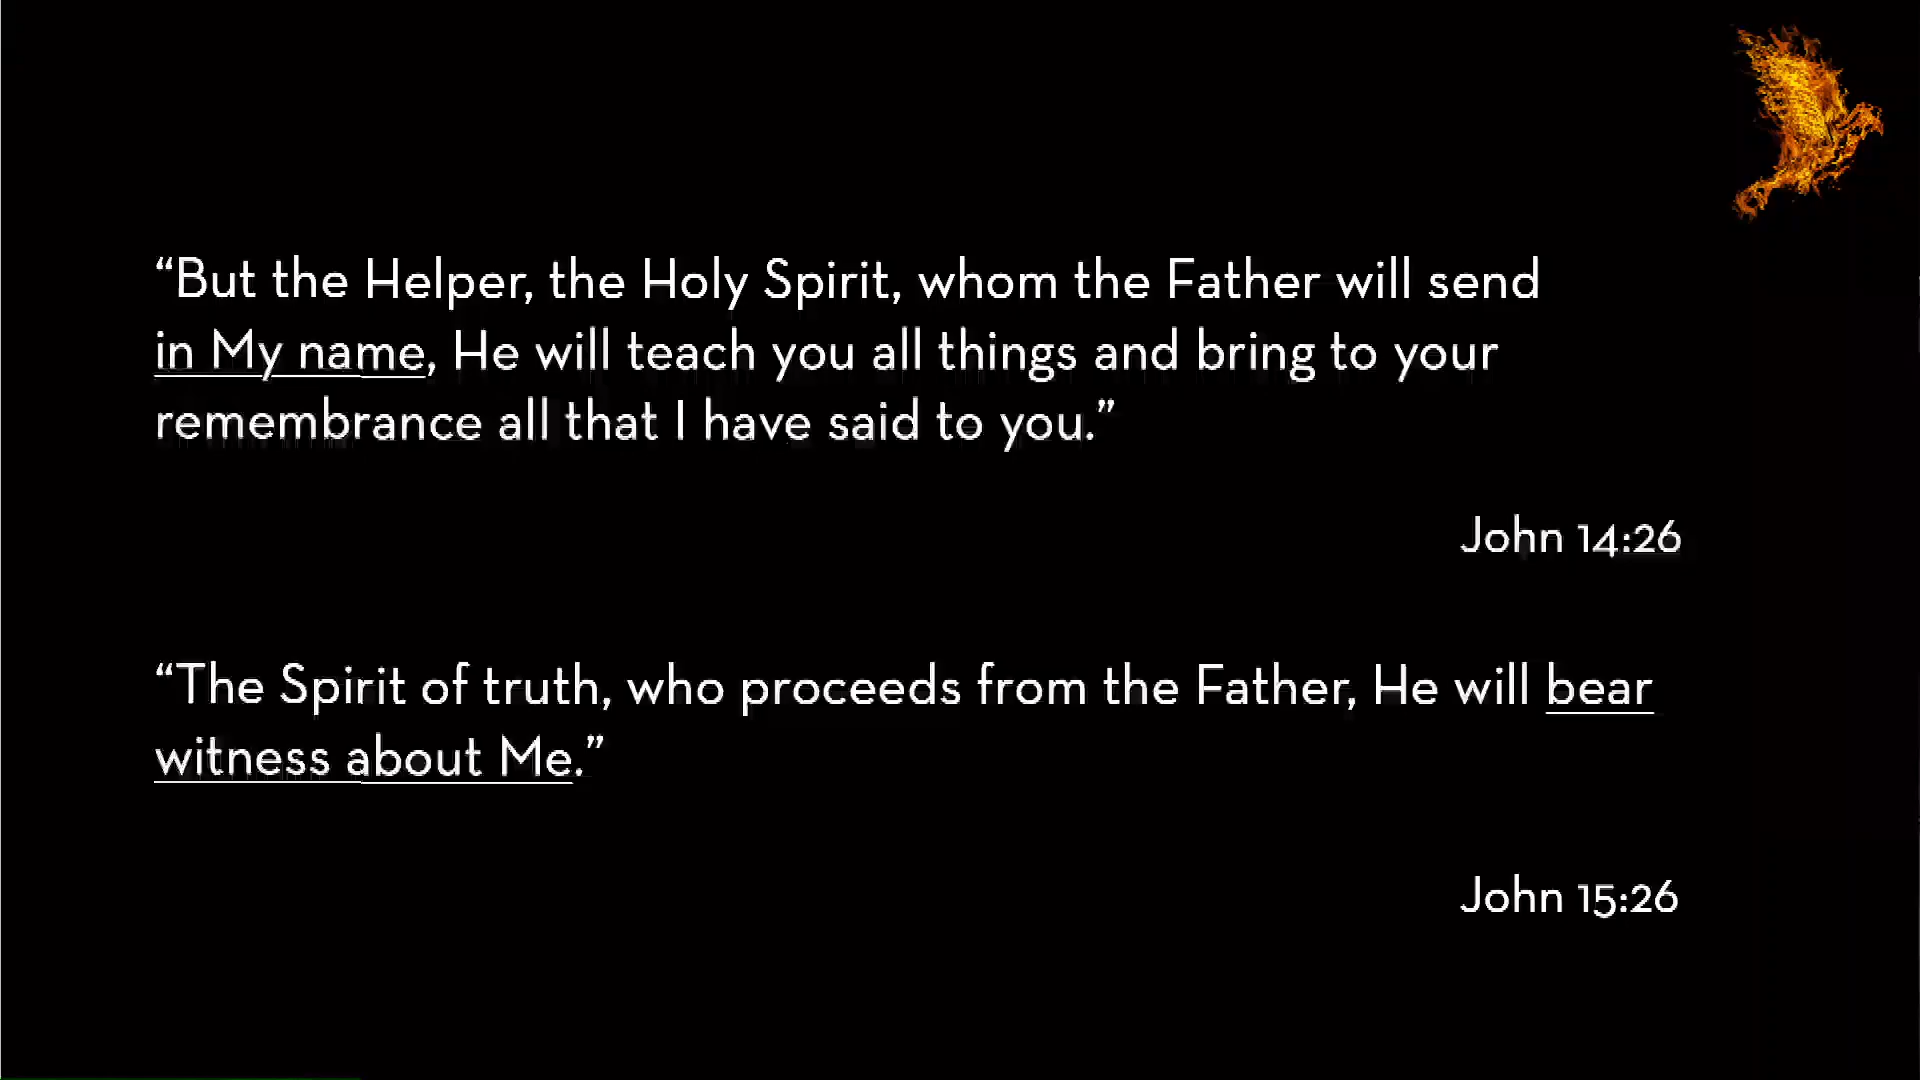 “But the Helper, the Holy Spirit, whom the Father will send
in My name, He will teach you all things and bring to your
remembrance all that I have said to you.”
John 14:26
“The Spirit of truth, who proceeds from the Father, He will bear
witness about Me.”
John 15:26